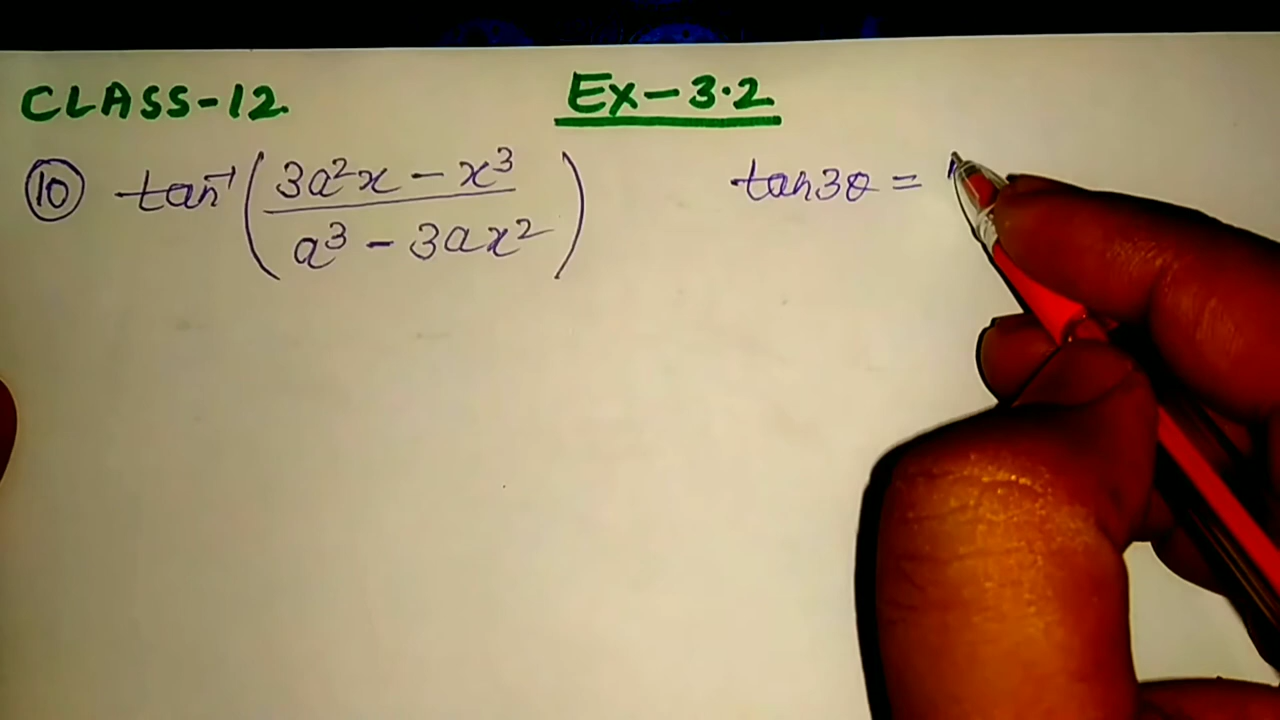 CLASS-12
Ex-3.2
10 tan⁻¹ (3a²x - x³ / a³ - 3ax²)
tan3θ =